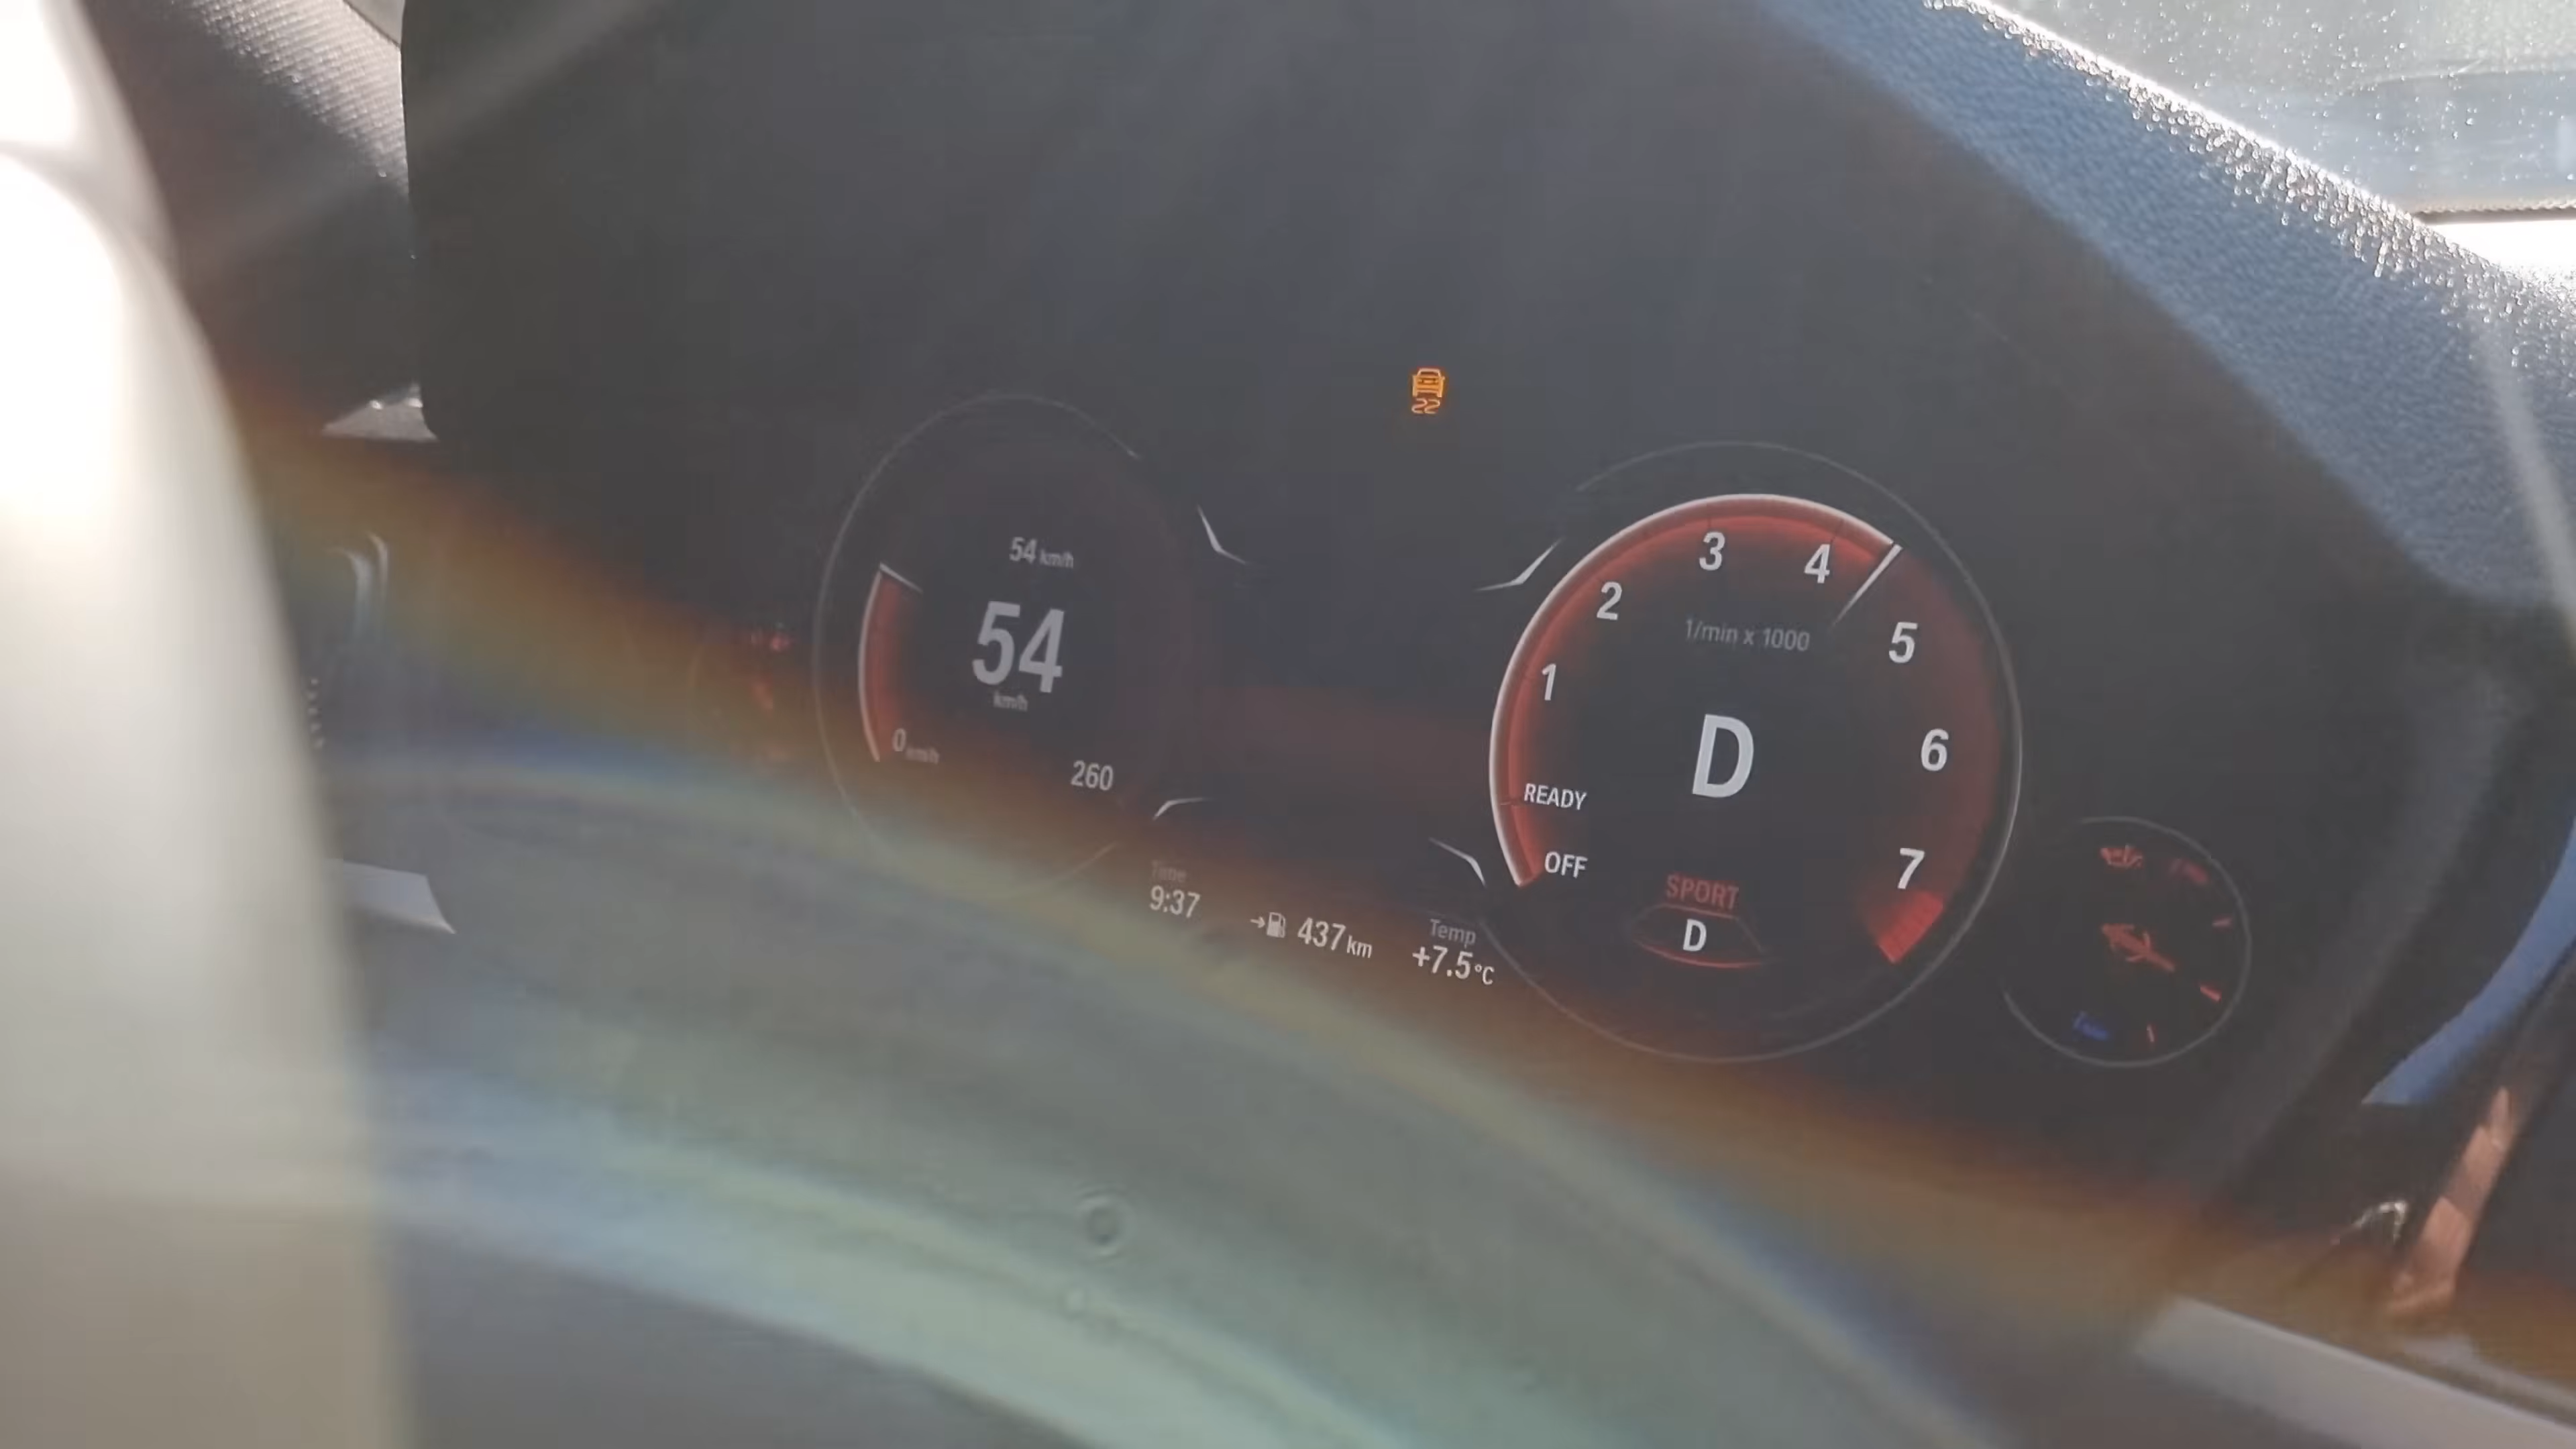 54 km/h
54
km/h
0 km/h
260
1
2
3
4
5
6
7
1/min x 1000
D
READY
OFF
SPORT
D
Time
9:37
437 km
Temp
+7.5°C